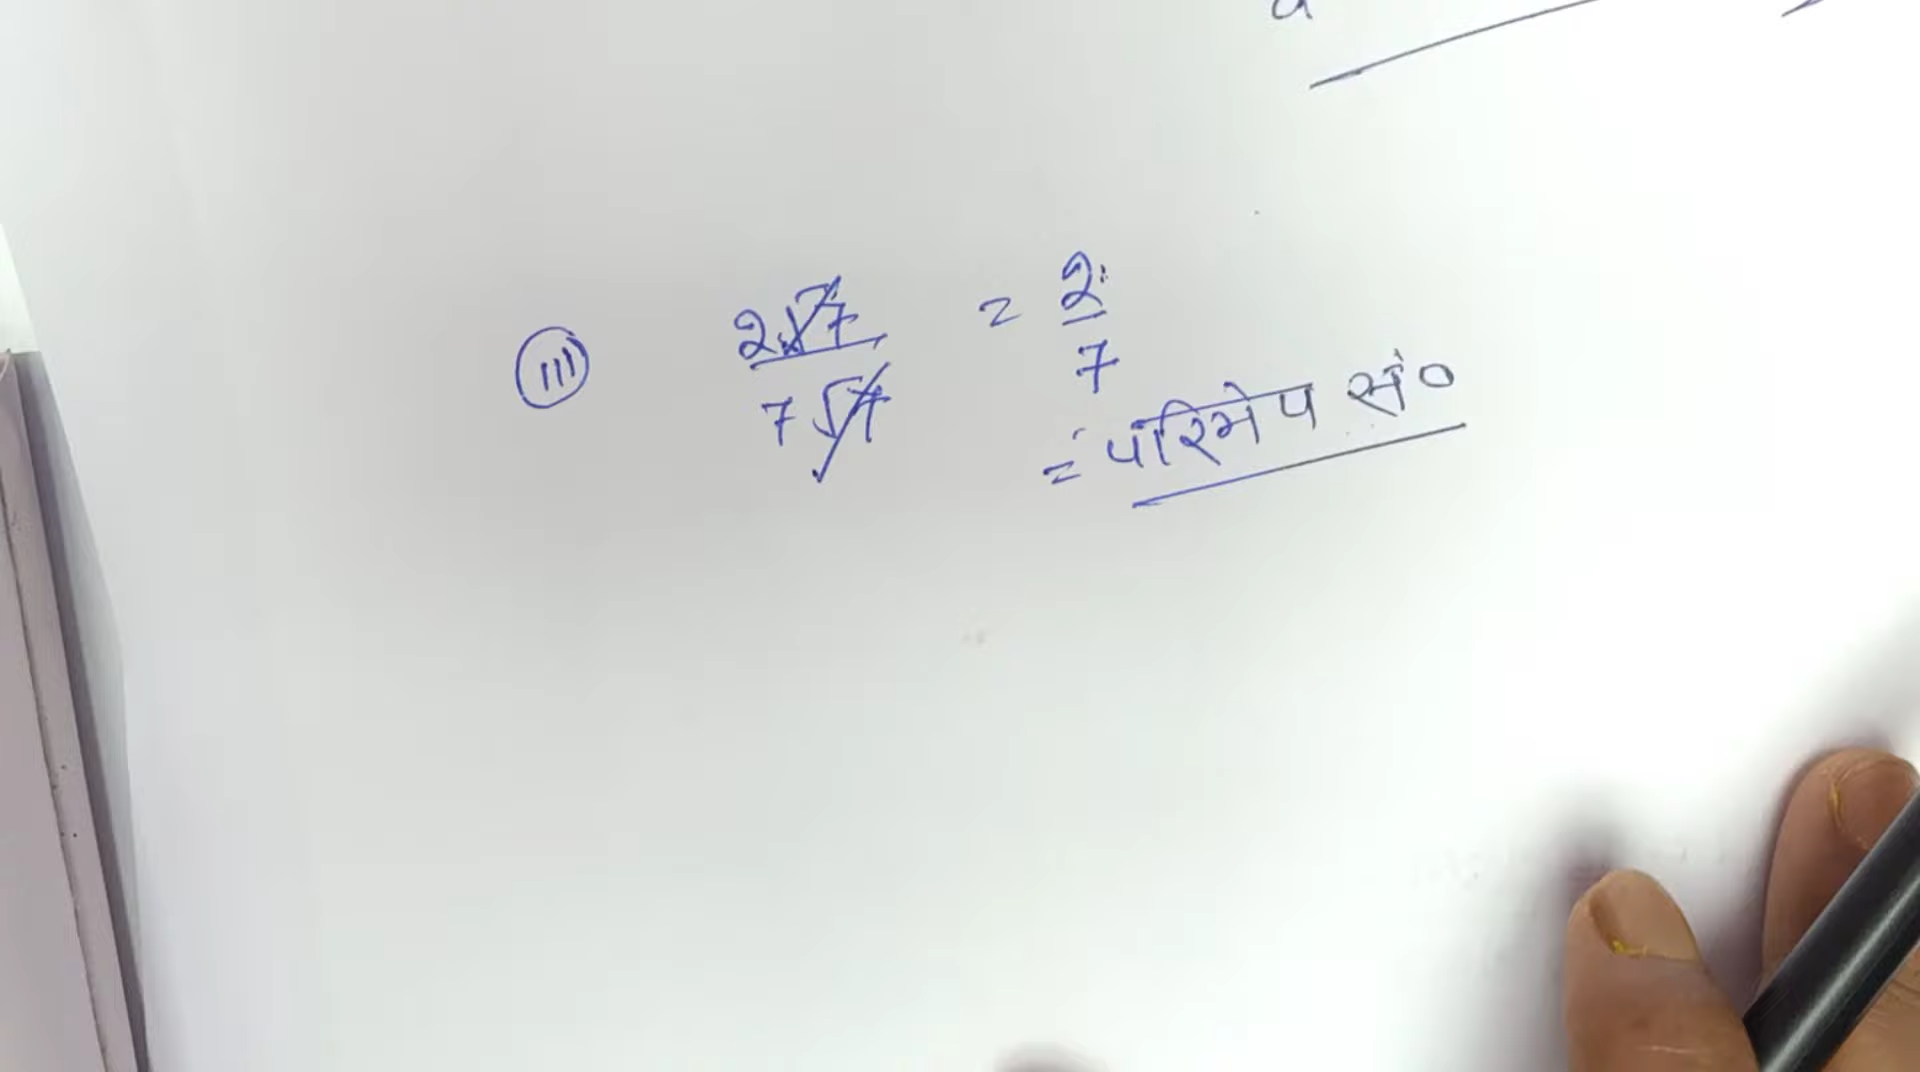 (iii) 2√7 / 7√7 = 2 / 7
= परिमेय सं०